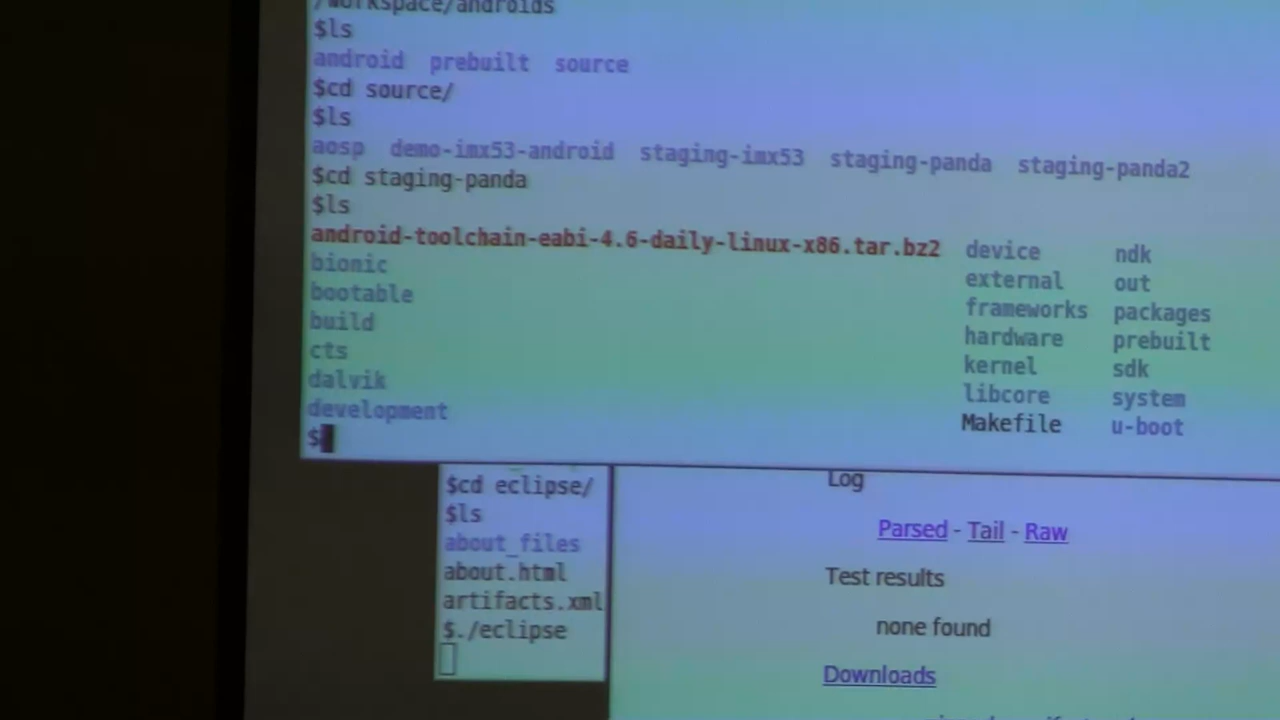 /workspace/androids
$ls
android prebuilt source
$cd source/
$ls
aosp demo-imx53-android staging-imx53 staging-panda staging-panda2
$cd staging-panda
$ls
android-toolchain-eabi-4.6-daily-linux-x86.tar.bz2 device ndk
bionic external out
bootable frameworks packages
build hardware prebuilt
cts kernel sdk
dalvik libcore system
development Makefile u-boot
$
$cd eclipse/
$ls
about_files
about.html
artifacts.xml
$./eclipse
Log
Parsed - Tail - Raw
Test results
none found
Downloads